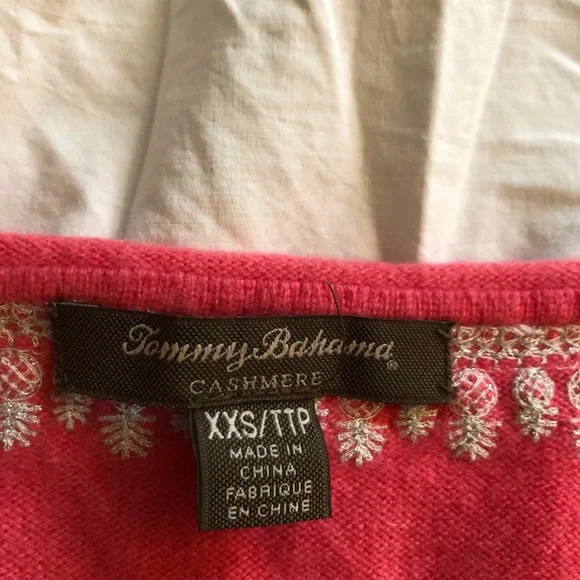 Tommy Bahama®
CASHMERE
XXS/TTP
MADE IN
CHINA
FABRIQUE
EN CHINE